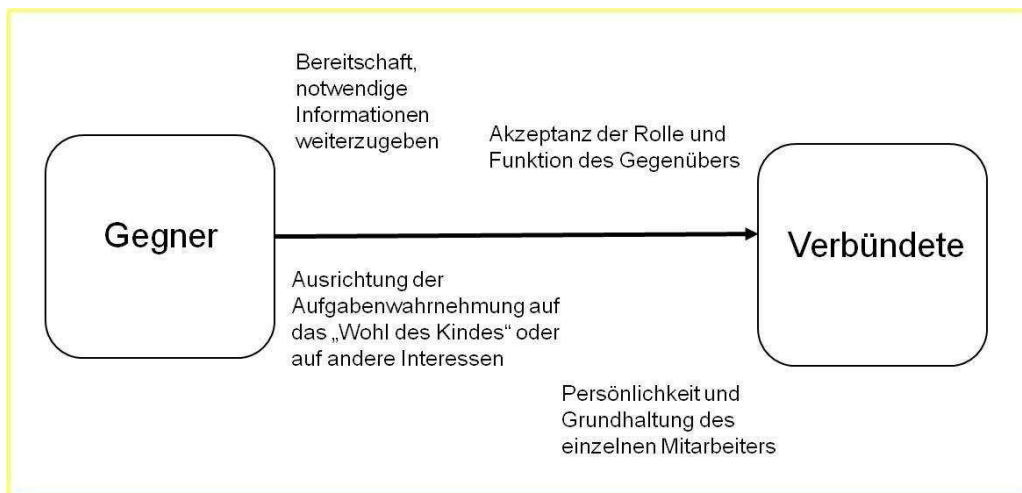 Bereitschaft,
notwendige
Informationen
weiterzugeben
Akzeptanz der Rolle und
Funktion des Gegenübers
Gegner
Verbündete
Ausrichtung der
Aufgabenwahrnehmung auf
das „Wohl des Kindes“ oder
auf andere Interessen
Persönlichkeit und
Grundhaltung des
einzelnen Mitarbeiters